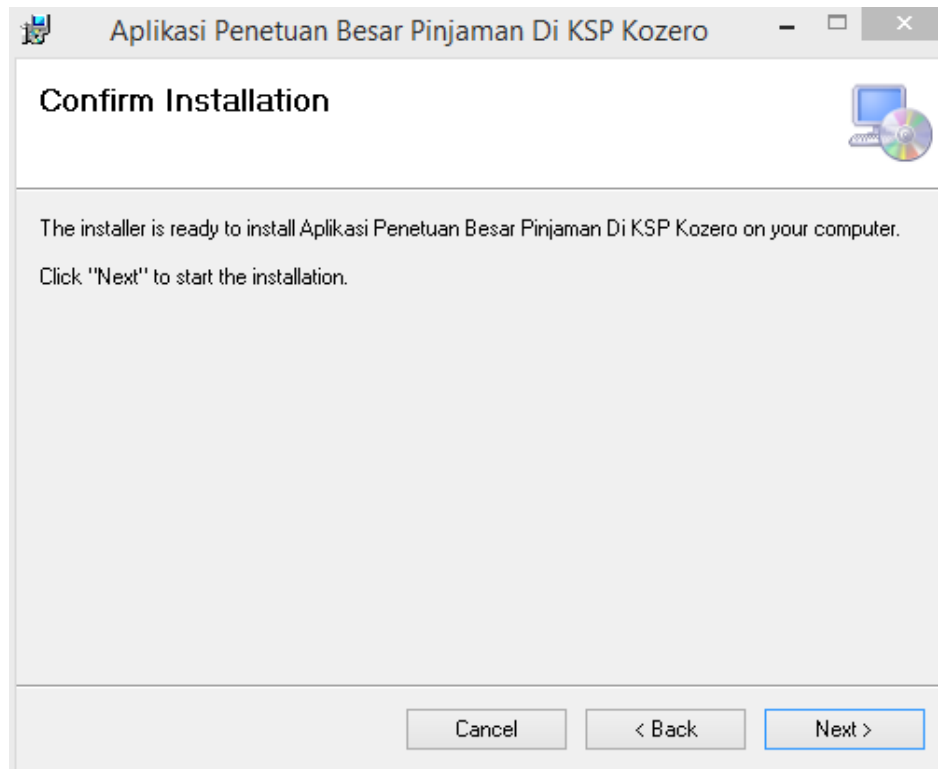 Aplikasi Penetuan Besar Pinjaman Di KSP Kozero
Confirm Installation
The installer is ready to install Aplikasi Penetuan Besar Pinjaman Di KSP Kozero on your computer.
Click "Next" to start the installation.
Cancel
< Back
Next >